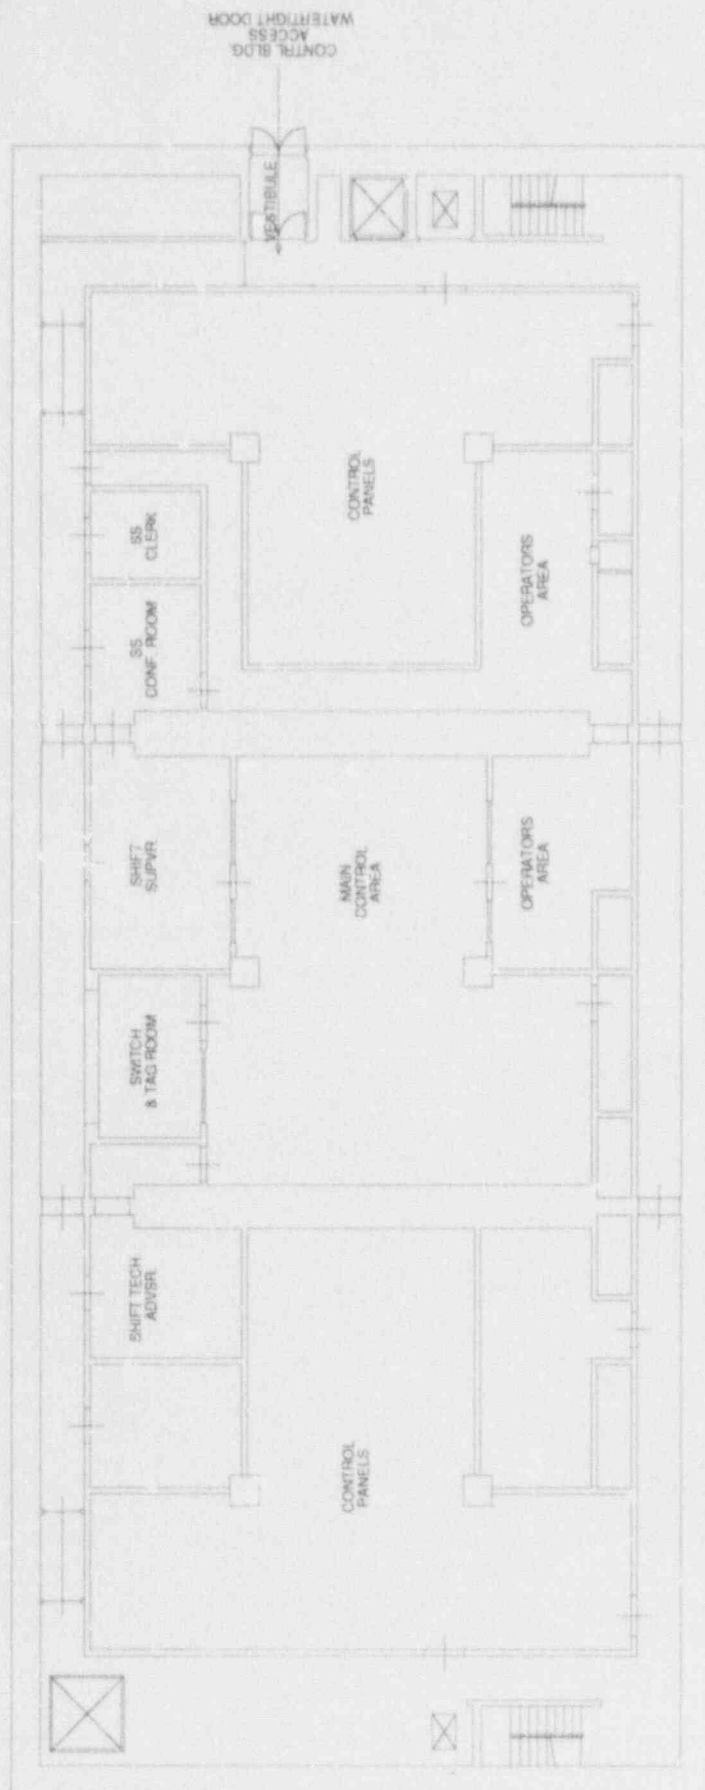 CONTRL BLDG.
ACCESS
WATERTIGHT DOOR
VESTIBULE
CONTROL
PANELS
SS
CLERK
SS
CONF. ROOM
OPERATORS
AREA
SHIFT
SUPVR
MAIN
CONTROL
AREA
OPERATORS
AREA
SWITCH
& TAG ROOM
SHIFT TECH
ADVSR.
CONTROL
PANELS